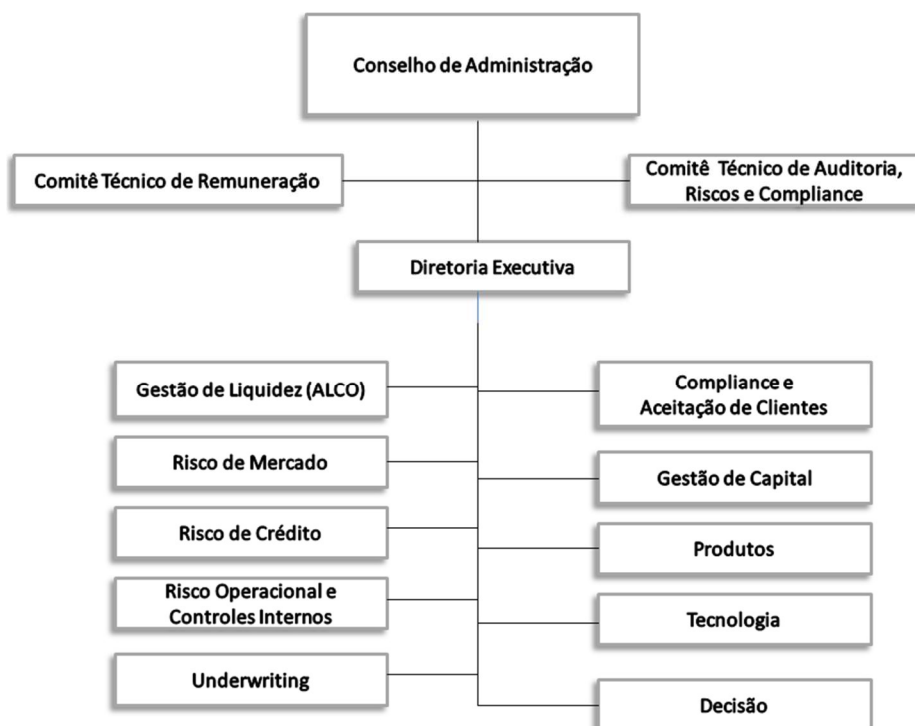 Conselho de Administração
Comitê Técnico de Remuneração
Comitê Técnico de Auditoria,
Riscos e Compliance
Diretoria Executiva
Gestão de Liquidez (ALCO)
Compliance e
Aceitação de Clientes
Risco de Mercado
Gestão de Capital
Risco de Crédito
Produtos
Risco Operacional e
Controles Internos
Tecnologia
Underwriting
Decisão